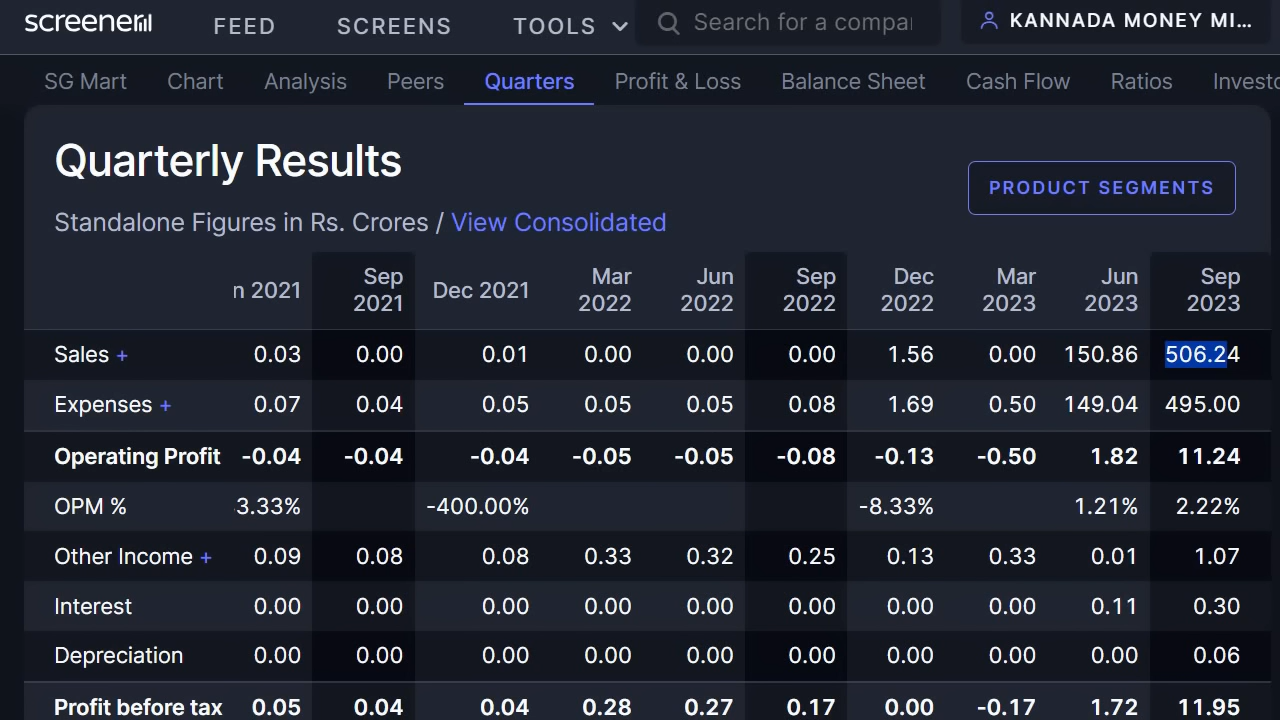 screener FEED SCREENS TOOLS Search for a compar KANNADA MONEY MI...
SG Mart Chart Analysis Peers Quarters Profit & Loss Balance Sheet Cash Flow Ratios Investo
Quarterly Results
PRODUCT SEGMENTS
Standalone Figures in Rs. Crores / View Consolidated
n 2021 Sep 2021 Dec 2021 Mar 2022 Jun 2022 Sep 2022 Dec 2022 Mar 2023 Jun 2023 Sep 2023
Sales + 0.03 0.00 0.01 0.00 0.00 0.00 1.56 0.00 150.86 506.24
Expenses + 0.07 0.04 0.05 0.05 0.05 0.08 1.69 0.50 149.04 495.00
Operating Profit -0.04 -0.04 -0.04 -0.05 -0.05 -0.08 -0.13 -0.50 1.82 11.24
OPM % 3.33% -400.00% -8.33% 1.21% 2.22%
Other Income + 0.09 0.08 0.08 0.33 0.32 0.25 0.13 0.33 0.01 1.07
Interest 0.00 0.00 0.00 0.00 0.00 0.00 0.00 0.00 0.11 0.30
Depreciation 0.00 0.00 0.00 0.00 0.00 0.00 0.00 0.00 0.00 0.06
Profit before tax 0.05 0.04 0.04 0.28 0.27 0.17 0.00 -0.17 1.72 11.95